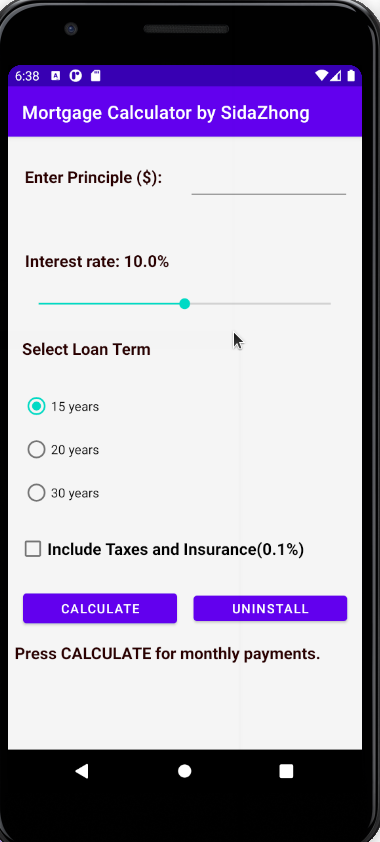 6:38
Mortgage Calculator by SidaZhong
Enter Principle ($):
Interest rate: 10.0%
Select Loan Term
15 years
20 years
30 years
Include Taxes and Insurance(0.1%)
CALCULATE UNINSTALL
Press CALCULATE for monthly payments.